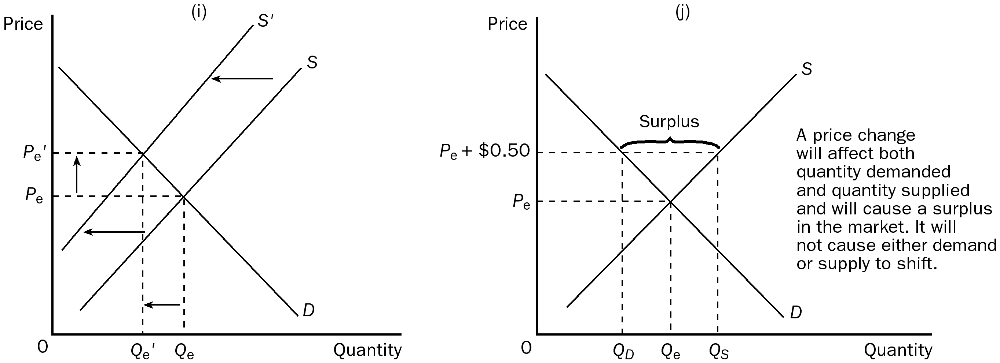 (i)
Price
S'
S
Pe'
Pe
D
O
Qe'
Qe
Quantity
(j)
Price
S
Surplus
Pe + $0.50
Pe
A price change
will affect both
quantity demanded
and quantity supplied
and will cause a surplus
in the market. It will
not cause either demand
or supply to shift.
D
O
QD
Qe
QS
Quantity